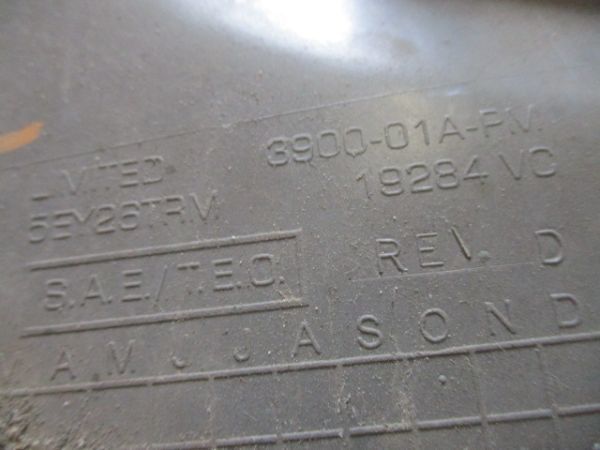 LIMITED 3900-01A-PM
5EY26TRM 19284 VC
S.A.E./T.E.O. REV. D
M A M J J A S O N D